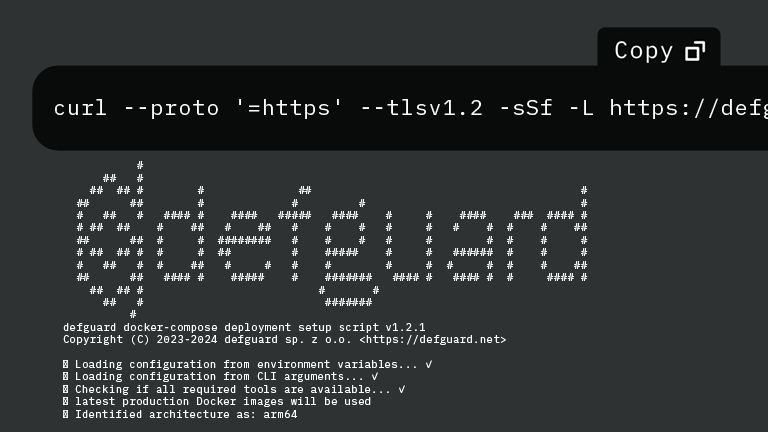 Copy
curl --proto '=https' --tlsv1.2 -sSf -L https://defg
defguard
defguard docker-compose deployment setup script v1.2.1
Copyright (C) 2023-2024 defguard sp. z o.o. <https://defguard.net>
Loading configuration from environment variables... ✓
Loading configuration from CLI arguments... ✓
Checking if all required tools are available... ✓
latest production Docker images will be used
Identified architecture as: arm64